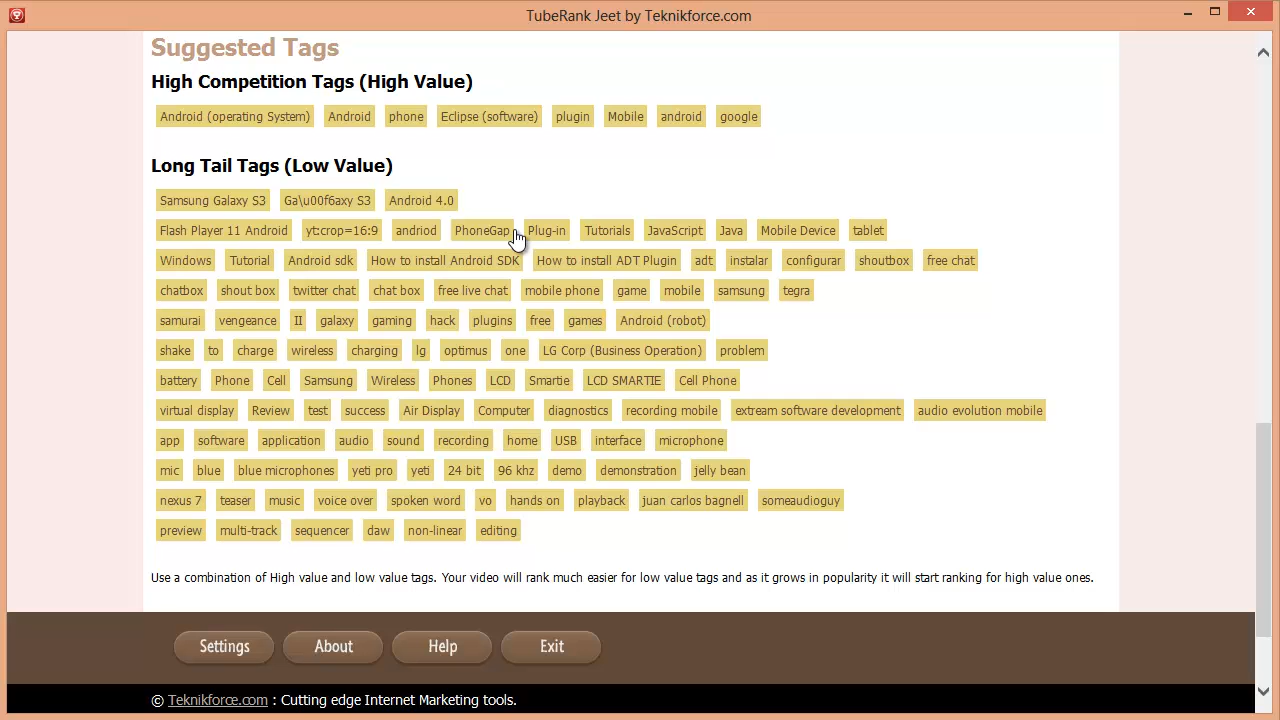 TubeRank Jeet by Teknikforce.com
Suggested Tags
High Competition Tags (High Value)
Android (operating System) Android phone Eclipse (software) plugin Mobile android google
Long Tail Tags (Low Value)
Samsung Galaxy S3 Ga\u00f6axy S3 Android 4.0
Flash Player 11 Android yt:crop=16:9 andriod PhoneGap Plug-in Tutorials JavaScript Java Mobile Device tablet
Windows Tutorial Android sdk How to install Android SDK How to install ADT Plugin adt instalar configurar shoutbox free chat
chatbox shout box twitter chat chat box free live chat mobile phone game mobile samsung tegra
samurai vengeance II galaxy gaming hack plugins free games Android (robot)
shake to charge wireless charging lg optimus one LG Corp (Business Operation) problem
battery Phone Cell Samsung Wireless Phones LCD Smartie LCD SMARTIE Cell Phone
virtual display Review test success Air Display Computer diagnostics recording mobile extream software development audio evolution mobile
app software application audio sound recording home USB interface microphone
mic blue blue microphones yeti pro yeti 24 bit 96 khz demo demonstration jelly bean
nexus 7 teaser music voice over spoken word vo hands on playback juan carlos bagnell someaudioguy
preview multi-track sequencer daw non-linear editing
Use a combination of High value and low value tags. Your video will rank much easier for low value tags and as it grows in popularity it will start ranking for high value ones.
Settings About Help Exit
© Teknikforce.com : Cutting edge Internet Marketing tools.